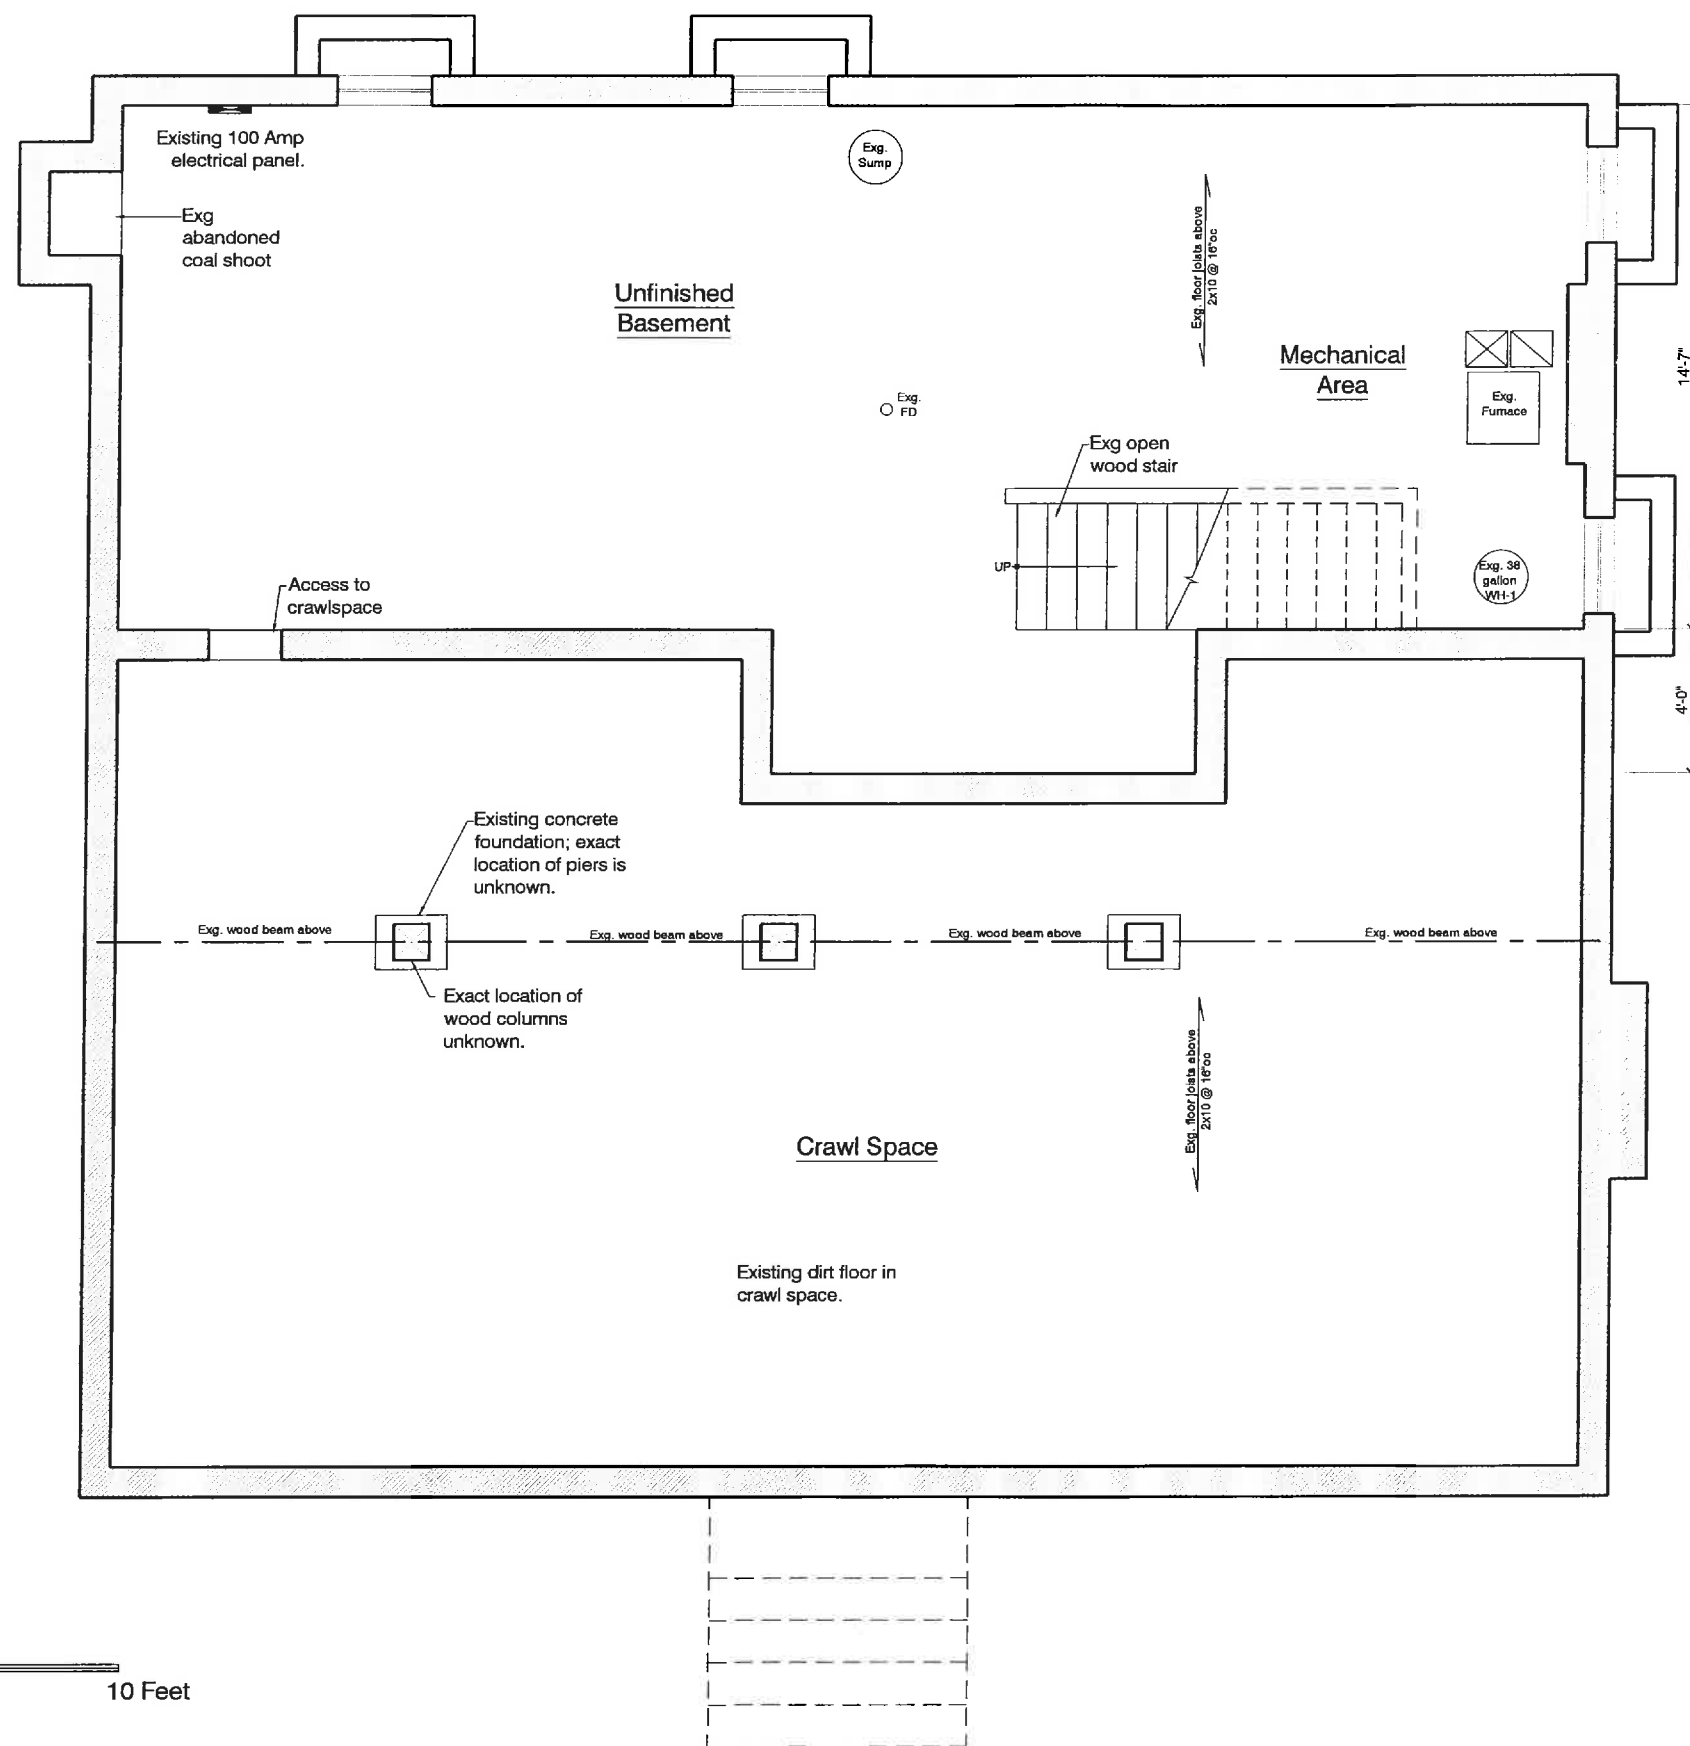 Existing 100 Amp
electrical panel.
Exg.
Sump
Exg
abandoned
coal shoot
Exg. floor joists above
2x10 @ 16"oc
Unfinished
Basement
Mechanical
Area
14'-7"
Exg.
FD
Exg.
Furnace
Exg open
wood stair
UP
Exg. 38
gallon
WH-1
Access to
crawlspace
4'-0"
Existing concrete
foundation; exact
location of piers is
unknown.
Exg. wood beam above
Exg. wood beam above
Exg. wood beam above
Exg. wood beam above
Exact location of
wood columns
unknown.
Exg. floor joists above
2x10 @ 16"oc
Crawl Space
Existing dirt floor in
crawl space.
10 Feet